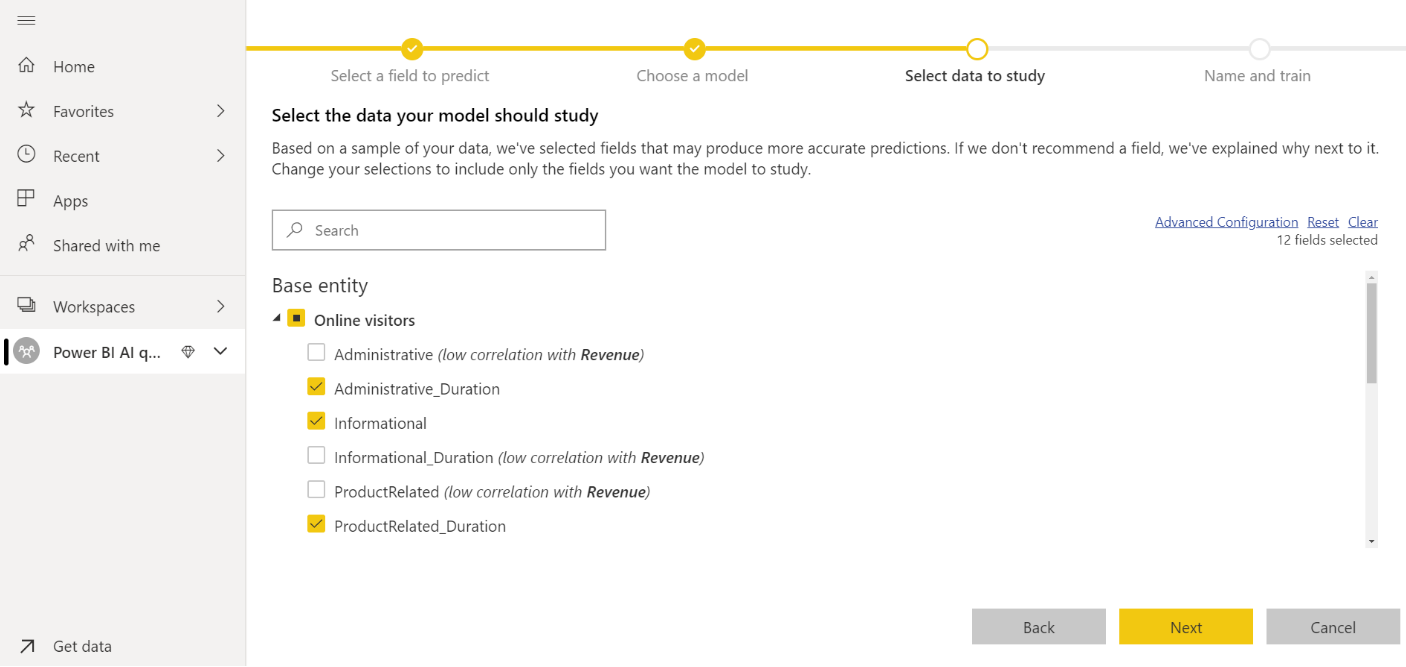 Home
Favorites
Recent
Apps
Shared with me
Workspaces
Power BI AI q...
Get data
Select a field to predict
Choose a model
Select data to study
Name and train
Select the data your model should study
Based on a sample of your data, we've selected fields that may produce more accurate predictions. If we don't recommend a field, we've explained why next to it.
Change your selections to include only the fields you want the model to study.
Search
Advanced Configuration Reset Clear
12 fields selected
Base entity
Online visitors
Administrative (low correlation with Revenue)
Administrative_Duration
Informational
Informational_Duration (low correlation with Revenue)
ProductRelated (low correlation with Revenue)
ProductRelated_Duration
Back
Next
Cancel